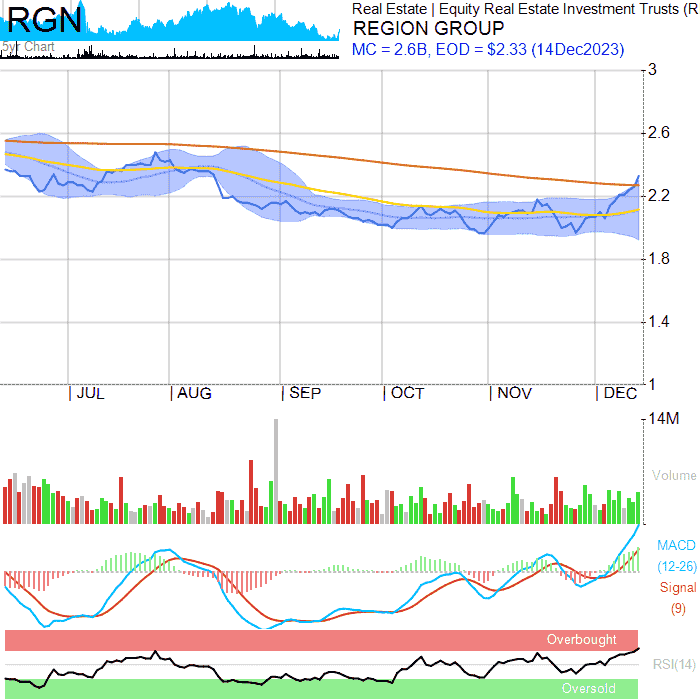 RGN
5yr Chart
Real Estate | Equity Real Estate Investment Trusts (R
REGION GROUP
MC = 2.6B, EOD = $2.33 (14Dec2023)
3
2.6
2.2
1.8
1.4
1
| JUL | AUG | SEP | OCT | NOV | DEC
14M
Volume
MACD
(12-26)
Signal
(9)
Overbought
RSI(14)
Oversold